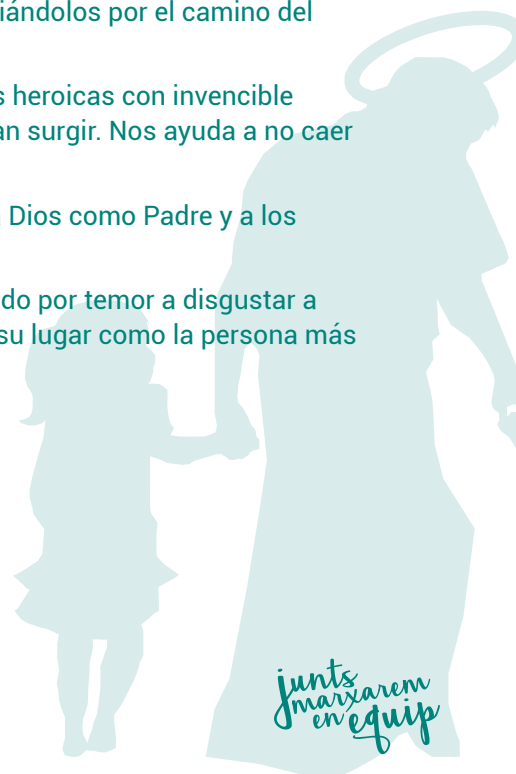 iándolos por el camino del
s heroicas con invencible
an surgir. Nos ayuda a no caer
Dios como Padre y a los
do por temor a disgustar a
su lugar como la persona más
junts
marxarem
en equip